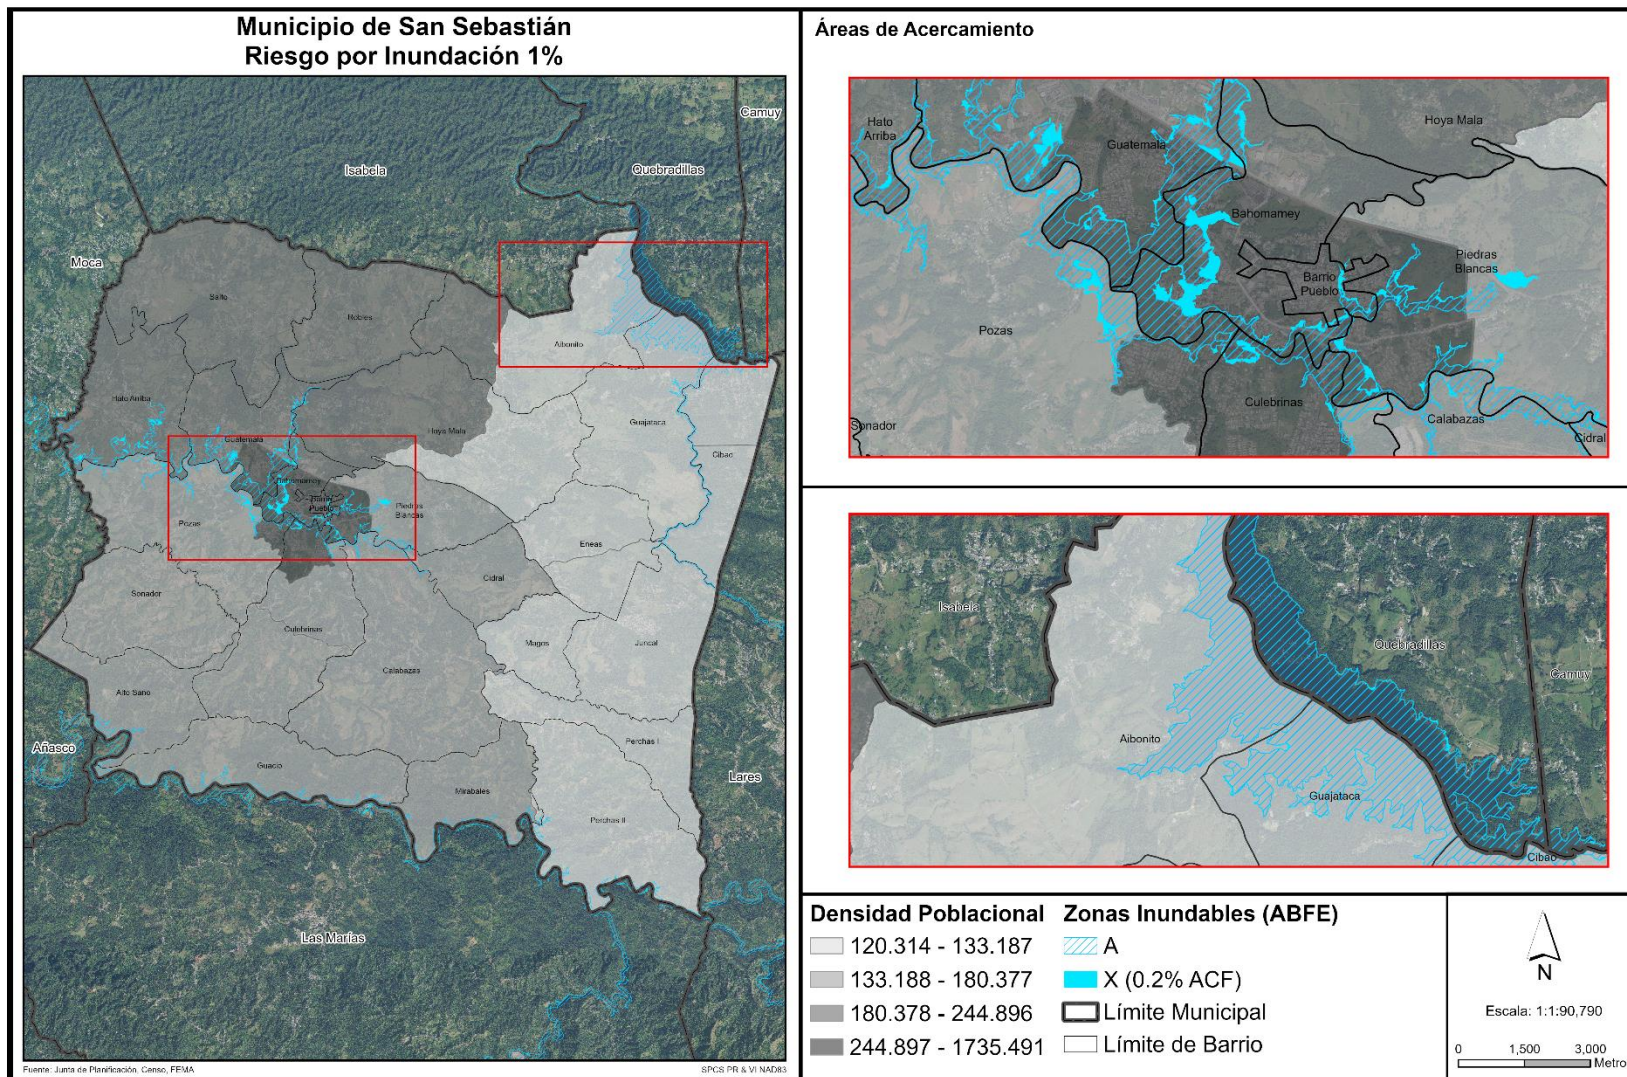 Municipio de San Sebastián
Riesgo por Inundación 1%
Camuy
Isabela
Quebradillas
Moca
Salto
Robles
Aibonito
Hato Arriba
Guatemala
Hoya Mala
Guajataca
Cibao
Bahomamey
Barrio
Pueblo
Piedras
Blancas
Pozas
Eneas
Cidral
Sonador
Culebrinas
Magos
Juncal
Calabazas
Alto Sano
Perchas I
Añasco
Guacio
Lares
Mirabales
Perchas II
Las Marías
Fuente: Junta de Planificación, Censo, FEMA
SPCS PR & VI NAD83
Áreas de Acercamiento
Hato
Arriba
Hoya Mala
Guatemala
Bahomamey
Piedras
Blancas
Barrio
Pueblo
Pozas
Culebrinas
Calabazas
Sonador
Cidral
Isabela
Quebradillas
Camuy
Aibonito
Guajataca
Cibao
Densidad Poblacional
120.314 - 133.187
133.188 - 180.377
180.378 - 244.896
244.897 - 1735.491
Zonas Inundables (ABFE)
A
X (0.2% ACF)
Límite Municipal
Límite de Barrio
N
Escala: 1:1:90,790
0 1,500 3,000
Metro